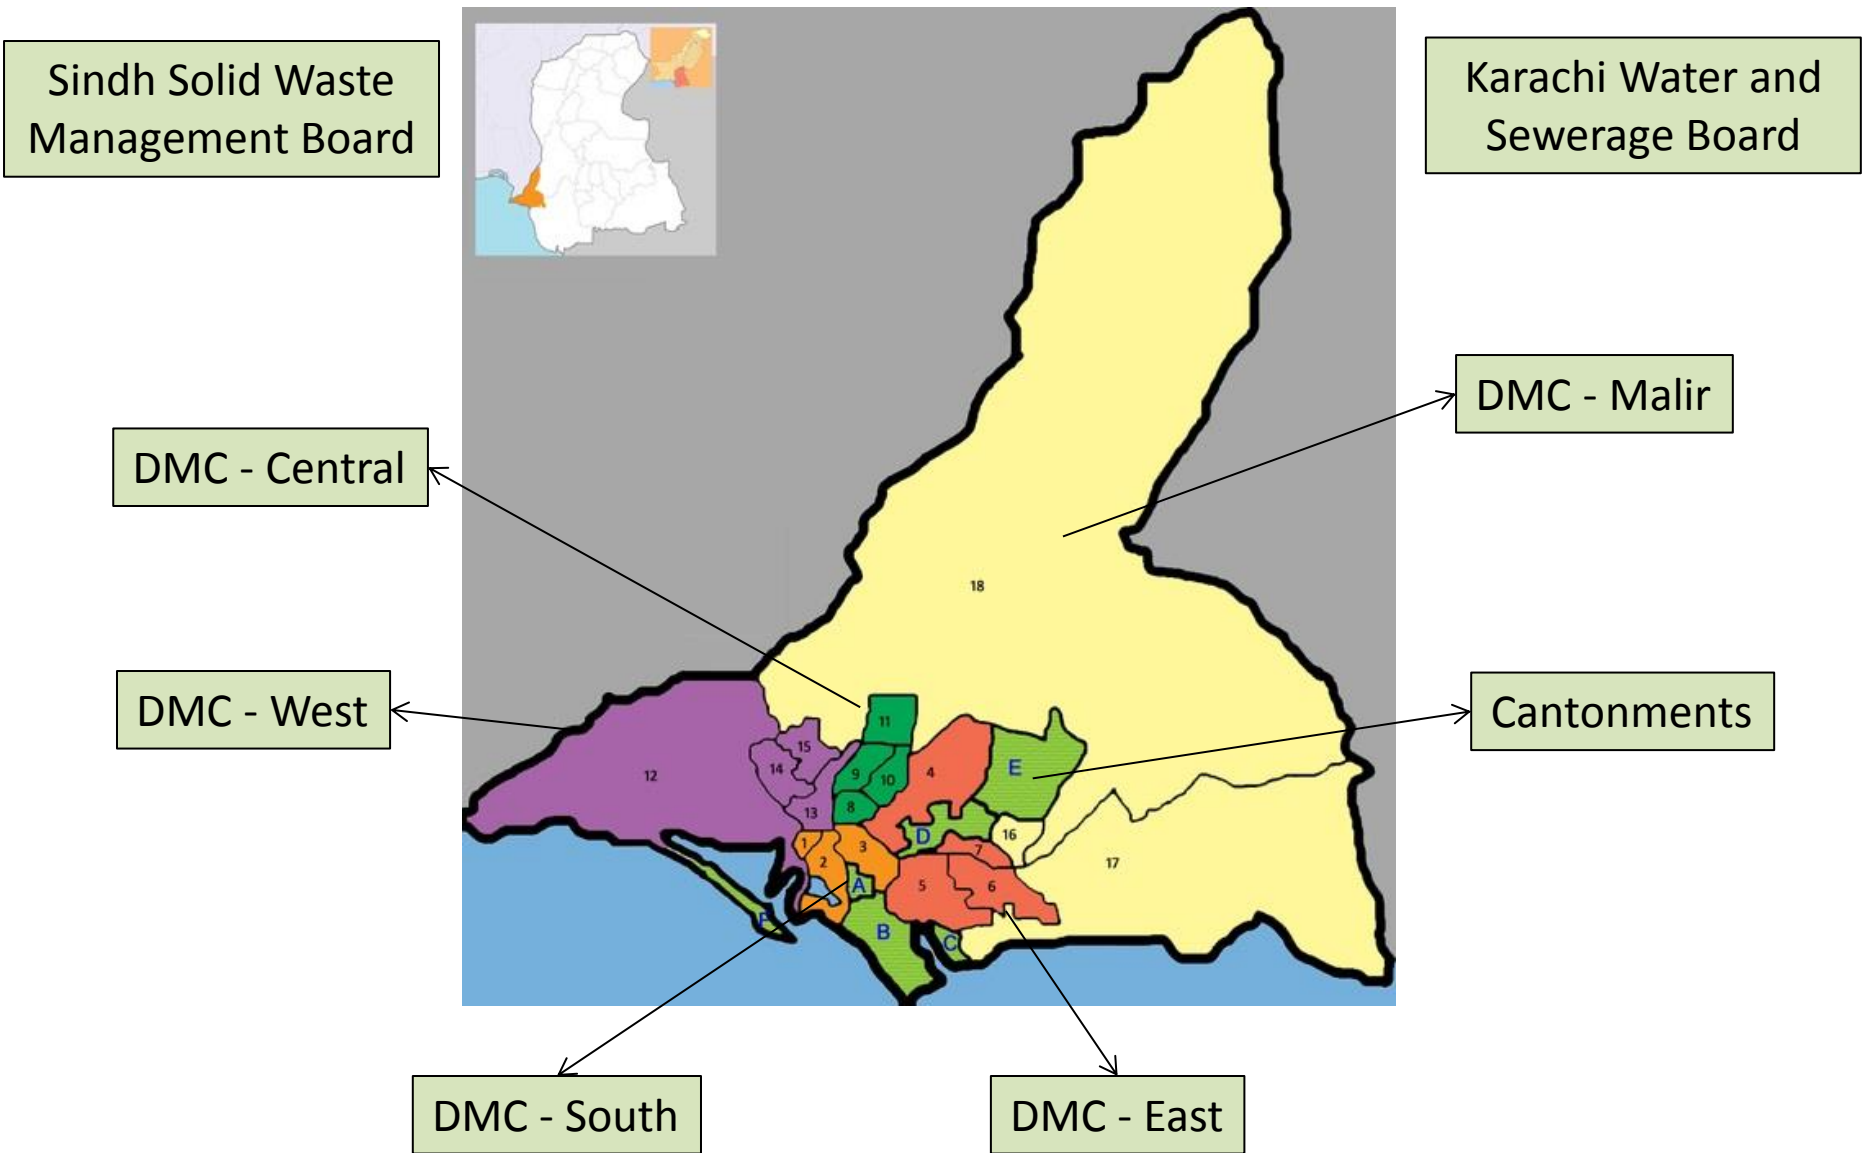 Sindh Solid Waste
Management Board
Karachi Water and
Sewerage Board
DMC - Malir
DMC - Central
18
DMC - West
Cantonments
11
15
14
12
9
10
4
E
13
8
D
16
1
2
3
7
17
A
5
6
F
B
C
DMC - South
DMC - East